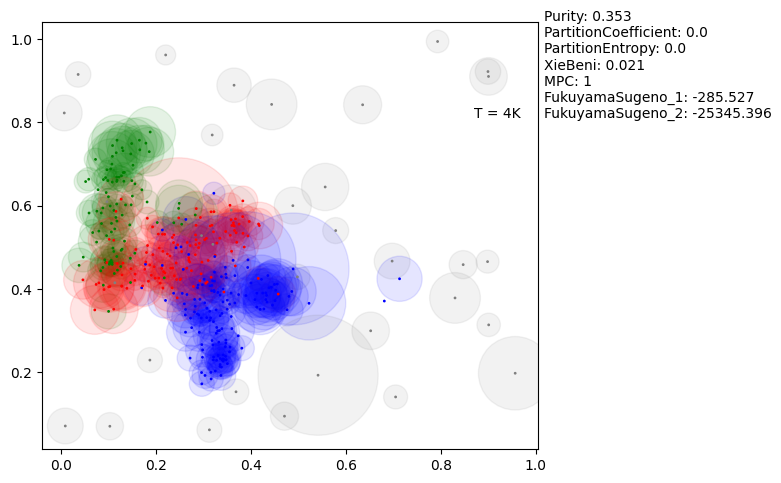 Purity: 0.353
PartitionCoefficient: 0.0
PartitionEntropy: 0.0
XieBeni: 0.021
MPC: 1
FukuyamaSugeno_1: -285.527
FukuyamaSugeno_2: -25345.396
T = 4K
1.0
0.8
0.6
0.4
0.2
0.0 0.2 0.4 0.6 0.8 1.0